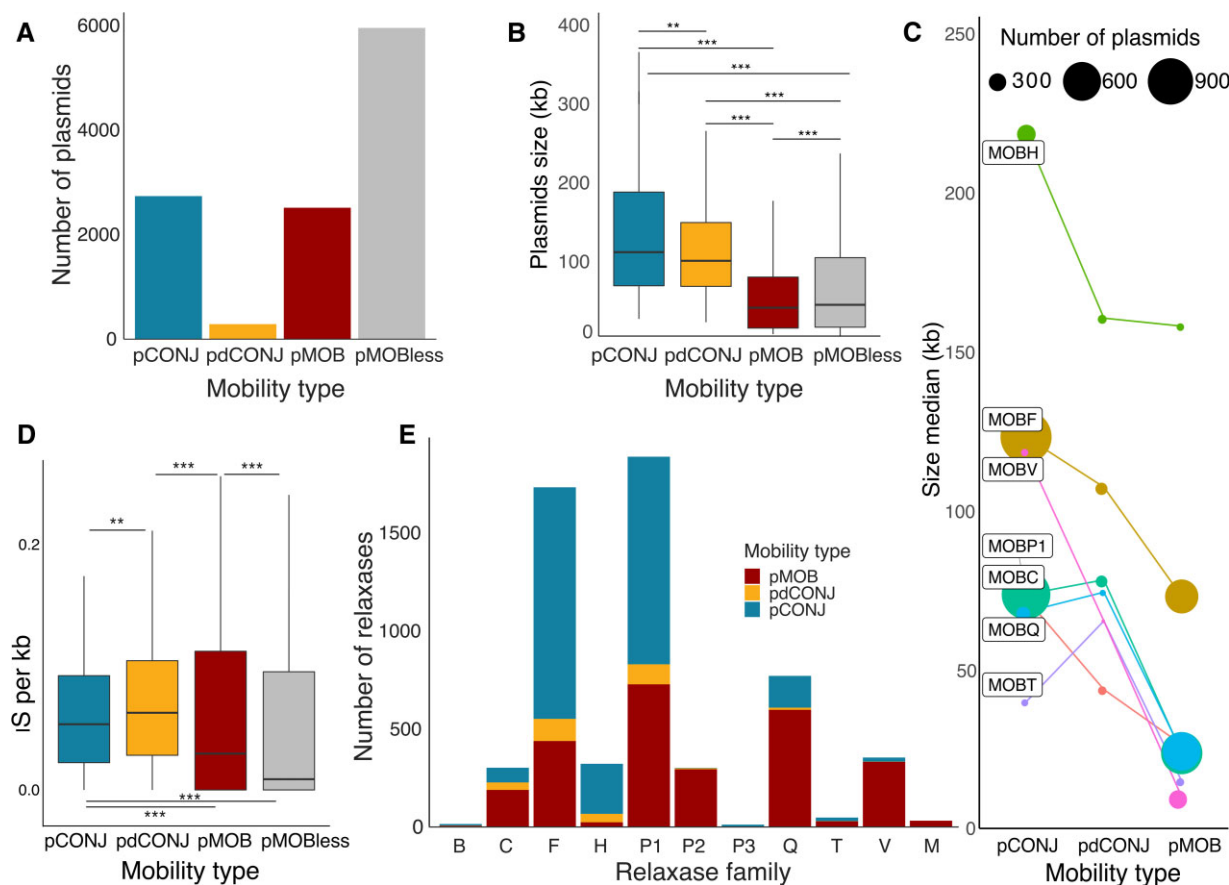 A
6000
4000
2000
0
Number of plasmids
pCONJ pdCONJ pMOB pMOBless
Mobility type
B
400
300
200
100
0
Plasmids size (kb)
**
***
***
***
***
***
pCONJ pdCONJ pMOB pMOBless
Mobility type
C
Number of plasmids
300 600 900
250
200
150
100
50
0
Size median (kb)
MOBH
MOBF
MOBV
MOBP1
MOBC
MOBQ
MOBT
pCONJ pdCONJ pMOB
Mobility type
D
0.2
0.0
IS per kb
*** ***
**
***
***
pCONJ pdCONJ pMOB pMOBless
Mobility type
E
1500
1000
500
0
Number of relaxases
Mobility type
pMOB
pdCONJ
pCONJ
B C F H P1 P2 P3 Q T V M
Relaxase family